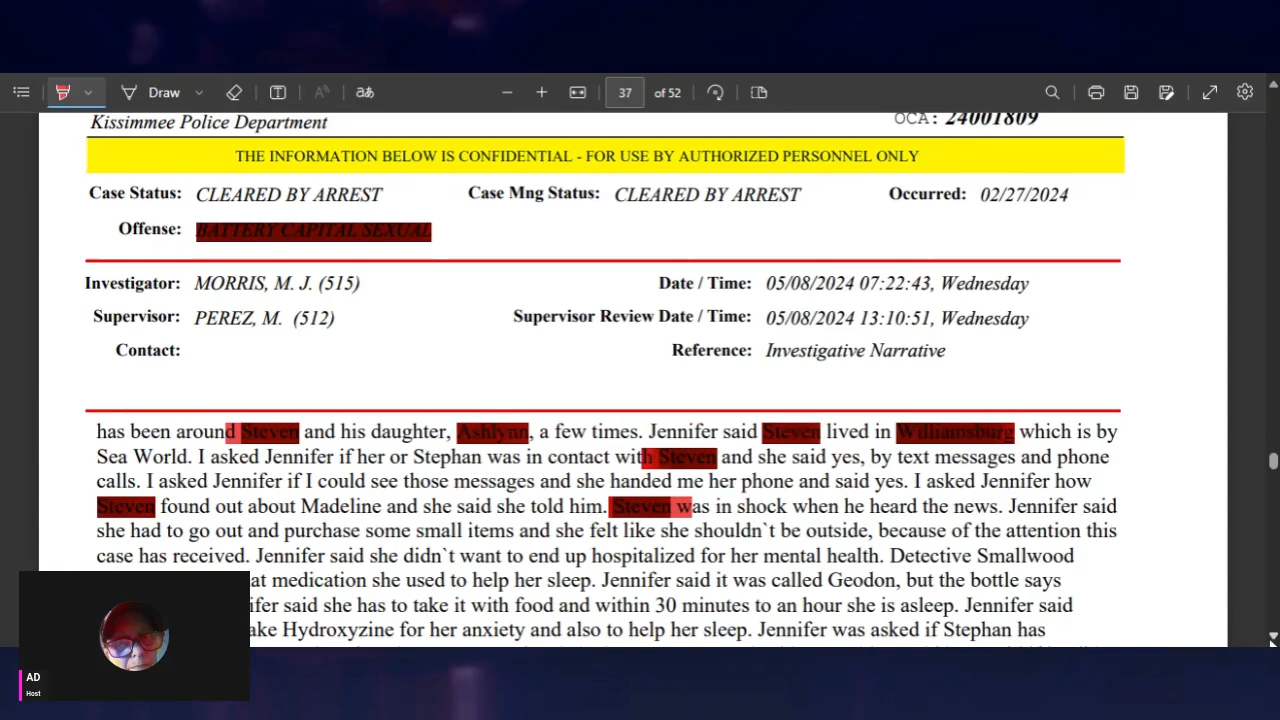 Draw
37 of 52
Kissimmee Police Department
OCA: 24001809
THE INFORMATION BELOW IS CONFIDENTIAL - FOR USE BY AUTHORIZED PERSONNEL ONLY
Case Status: CLEARED BY ARREST Case Mng Status: CLEARED BY ARREST Occurred: 02/27/2024
Offense: BATTERY CAPITAL SEXUAL
Investigator: MORRIS, M. J. (515) Date / Time: 05/08/2024 07:22:43, Wednesday
Supervisor: PEREZ, M. (512) Supervisor Review Date / Time: 05/08/2024 13:10:51, Wednesday
Contact: Reference: Investigative Narrative
has been around Steven and his daughter, Ashlynn, a few times. Jennifer said Steven lived in Williamsburg which is by
Sea World. I asked Jennifer if her or Stephan was in contact with Steven and she said yes, by text messages and phone
calls. I asked Jennifer if I could see those messages and she handed me her phone and said yes. I asked Jennifer how
Steven found out about Madeline and she said she told him. Steven was in shock when he heard the news. Jennifer said
she had to go out and purchase some small items and she felt like she shouldn`t be outside, because of the attention this
case has received. Jennifer said she didn`t want to end up hospitalized for her mental health. Detective Smallwood
at medication she used to help her sleep. Jennifer said it was called Geodon, but the bottle says
ifer said she has to take it with food and within 30 minutes to an hour she is asleep. Jennifer said
ake Hydroxyzine for her anxiety and also to help her sleep. Jennifer was asked if Stephan has
AD
Host